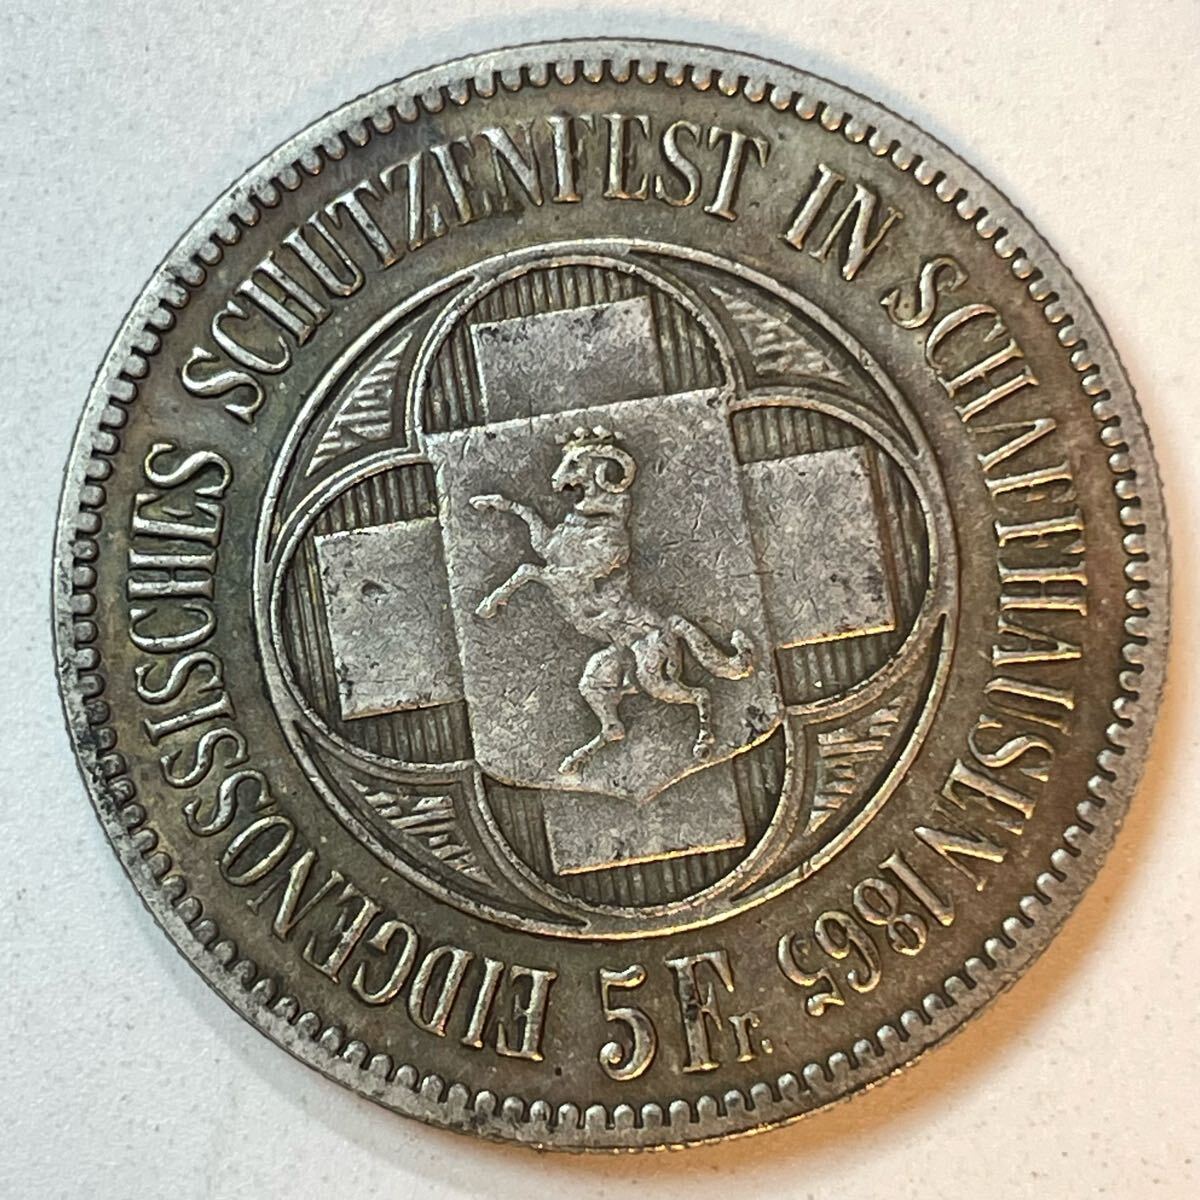 EIDGENOSSISCHES SCHUTZENFEST IN SCHAFFHAUSEN 1865
5 Fr.